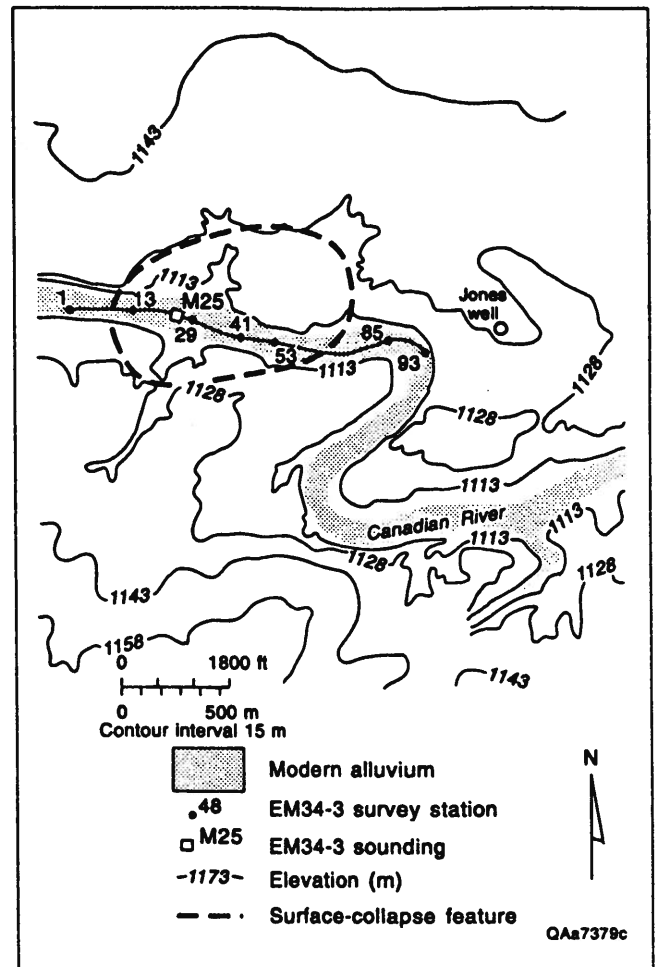 1143
1113
M25
1
13
29
41
53
85
93
Jones
well
1113
1128
1128
1128
1113
Canadian River
1113
1113
1128
1128
1143
1158
1143
0 1800 ft
0 500 m
Contour interval 15 m
Modern alluvium
48 EM34-3 survey station
M25 EM34-3 sounding
-1173- Elevation (m)
Surface-collapse feature
N
QAa7379c